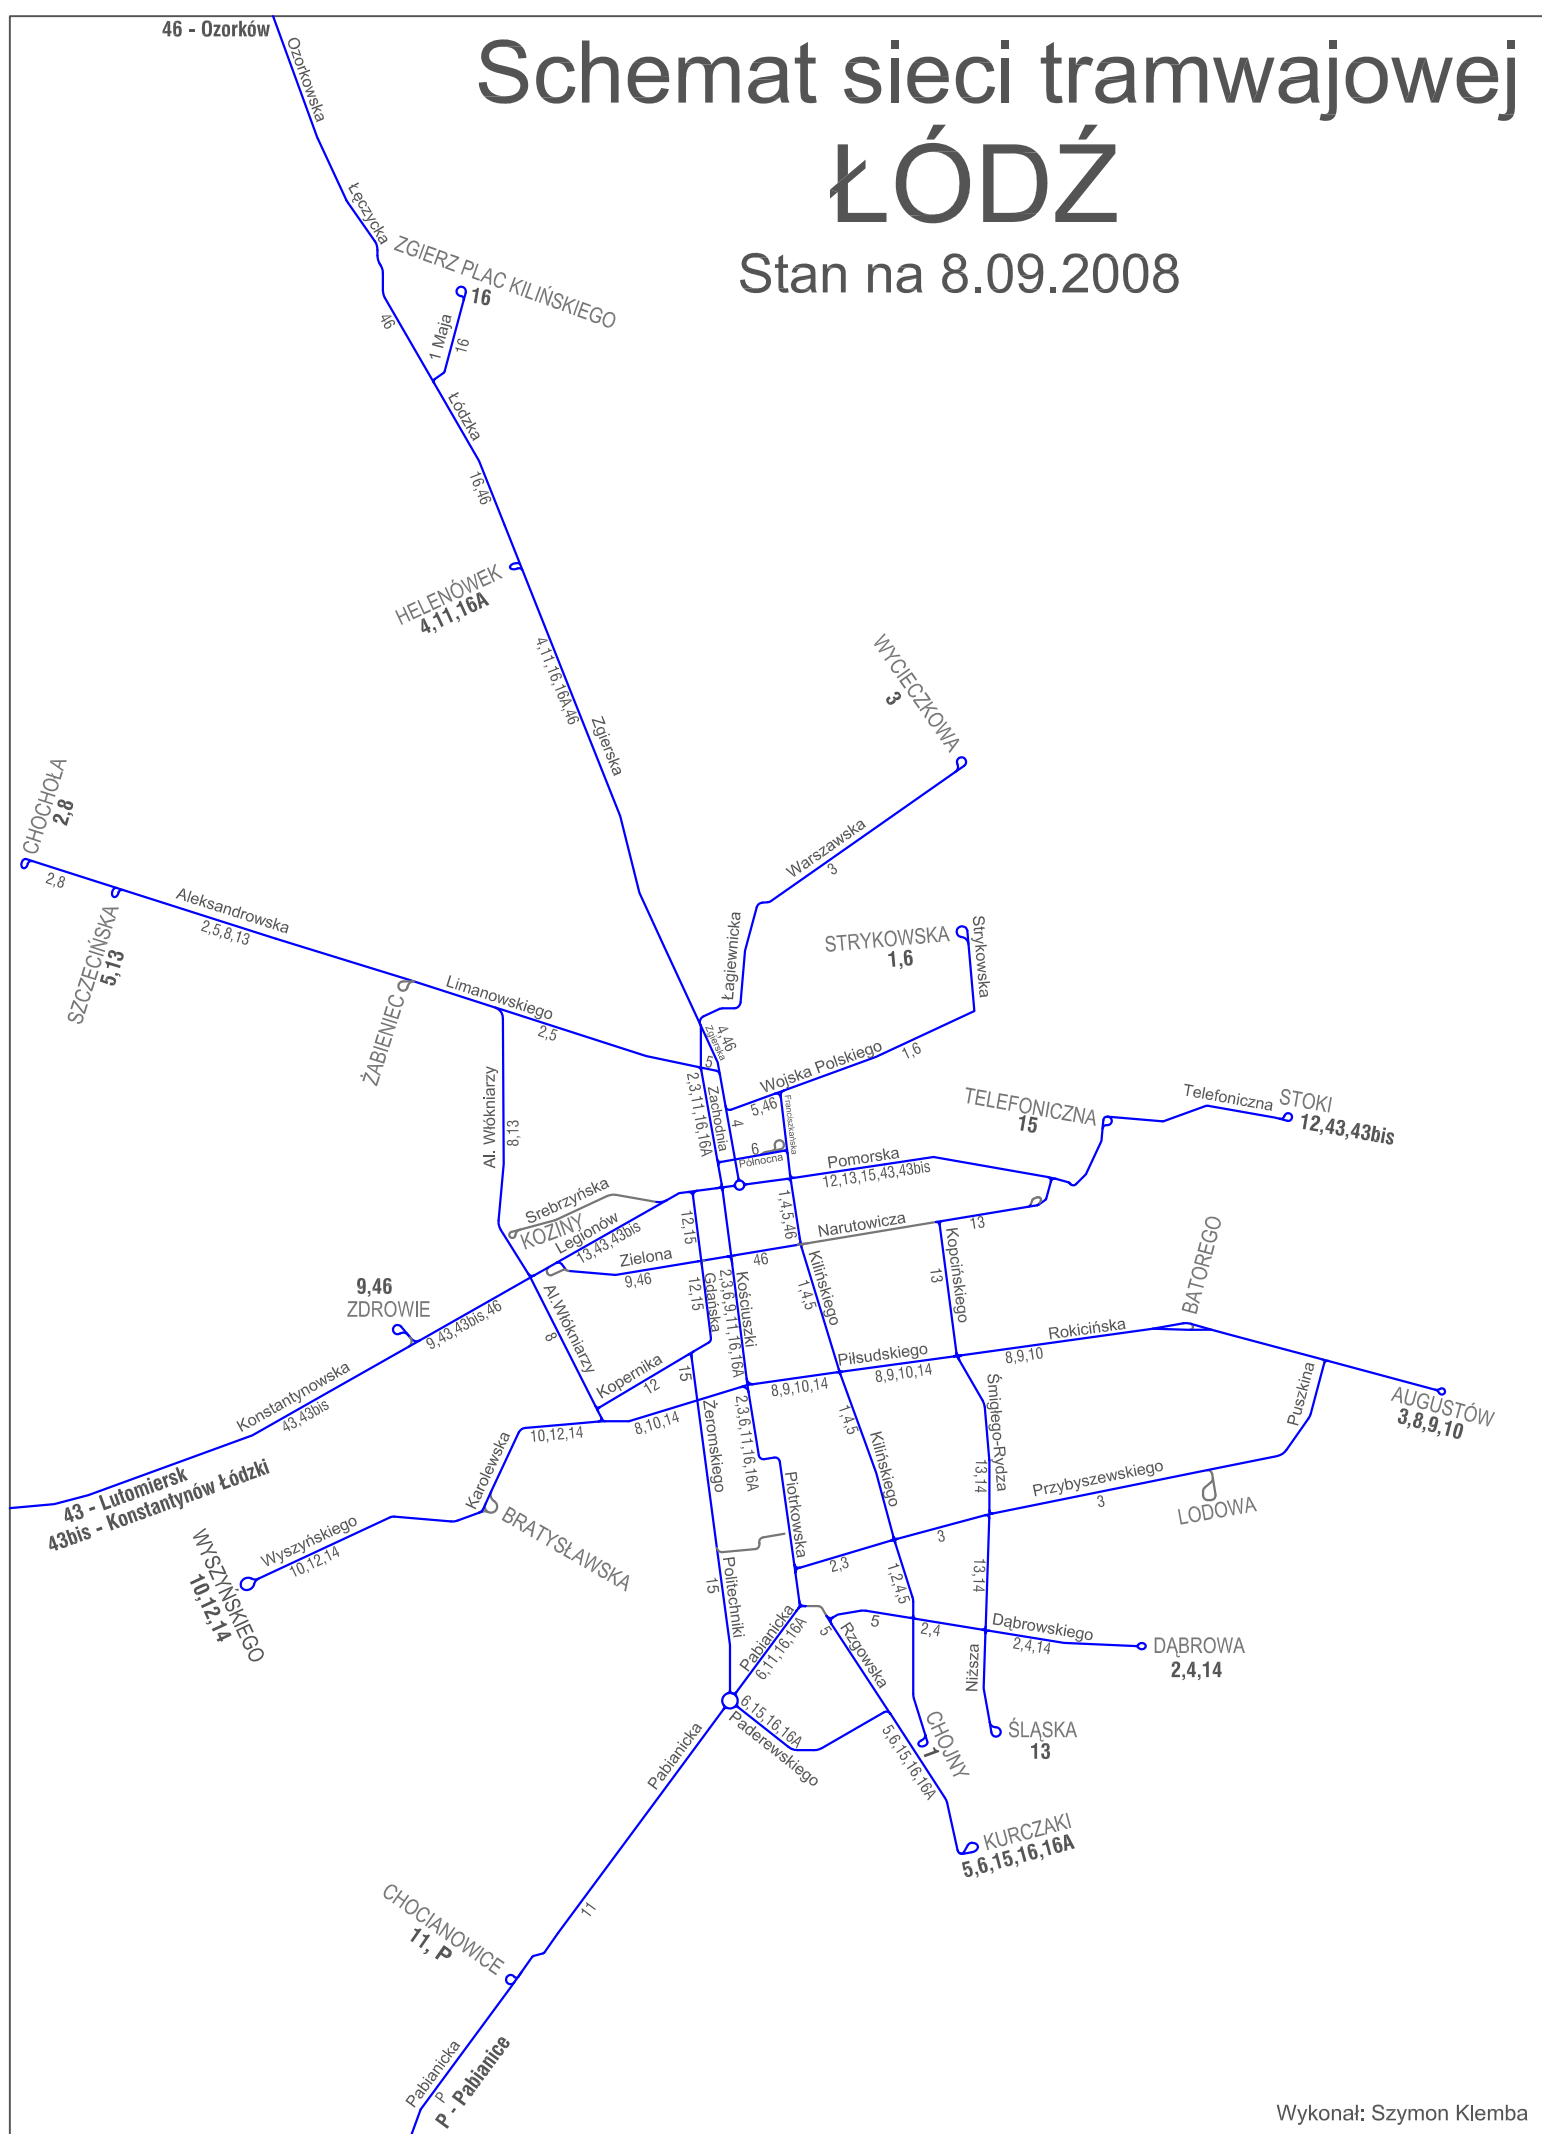 46 - Ozorków
Schemat sieci tramwajowej
ŁÓDŹ
Stan na 8.09.2008
Ozorkowska
Łęczycka
ZGIERZ PLAC KILIŃSKIEGO
16
46
1 Maja
16
Łódzka
16,46
HELENÓWEK
4,11,16A
4,11,16,16A,46
Zgierska
WYCIECZKOWA
3
Warszawska
3
CHOCHOŁA
2,8
2,8
SZCZECIŃSKA
5,13
Aleksandrowska
2,5,8,13
Łagiewnicka
STRYKOWSKA
1,6
Strykowska
ŻABIENIEC
Limanowskiego
2,5
Zgierska
4,46
5
Wojska Polskiego
1,6
5,46
Al. Włókniarzy
8,13
2,3,11,16,16A
Zachodnia
4
Franciszkańska
6
Północna
TELEFONICZNA
15
Telefoniczna
STOKI
12,43,43bis
Pomorska
12,13,15,43,43bis
Srebrzyńska
KOZINY
Legionów
13,43,43bis
12,15
1,4,5,46
Narutowicza
13
Zielona
9,46
46
Kopcińskiego
13
BATOREGO
9,46
ZDROWIE
9,43,43bis,46
Al.Włókniarzy
8
Gdańska
12,15
Kościuszki
2,3,6,9,11,16,16A
Kilińskiego
1,4,5
Rokicińska
8,9,10
Piłsudskiego
8,9,10,14
8,9,10,14
Konstantynowska
43,43bis
Kopernika
12
15
Żeromskiego
8,10,14
10,12,14
2,3,6,11,16,16A
1,4,5
Kilińskiego
Śmigłego-Rydza
13,14
Puszkina
AUGUSTÓW
3,8,9,10
Przybyszewskiego
3
LODOWA
43 - Lutomiersk
43bis - Konstantynów Łódzki
Karolewska
BRATYSŁAWSKA
Wyszyńskiego
10,12,14
WYSZYŃSKIEGO
10,12,14
Piotrkowska
2,3
3
Politechniki
15
1,2,4,5
13,14
Pabianicka
6,11,16,16A
5
Rzgowska
5
2,4
Dąbrowskiego
2,4,14
DĄBROWA
2,4,14
Niższa
6,15,16,16A
Paderewskiego
5,6,15,16,16A
CHOJNY
1
ŚLĄSKA
13
Pabianicka
KURCZAKI
5,6,15,16,16A
11
CHOCIANOWICE
11, P
Pabianicka
P
P - Pabianice
Wykonał: Szymon Klemba